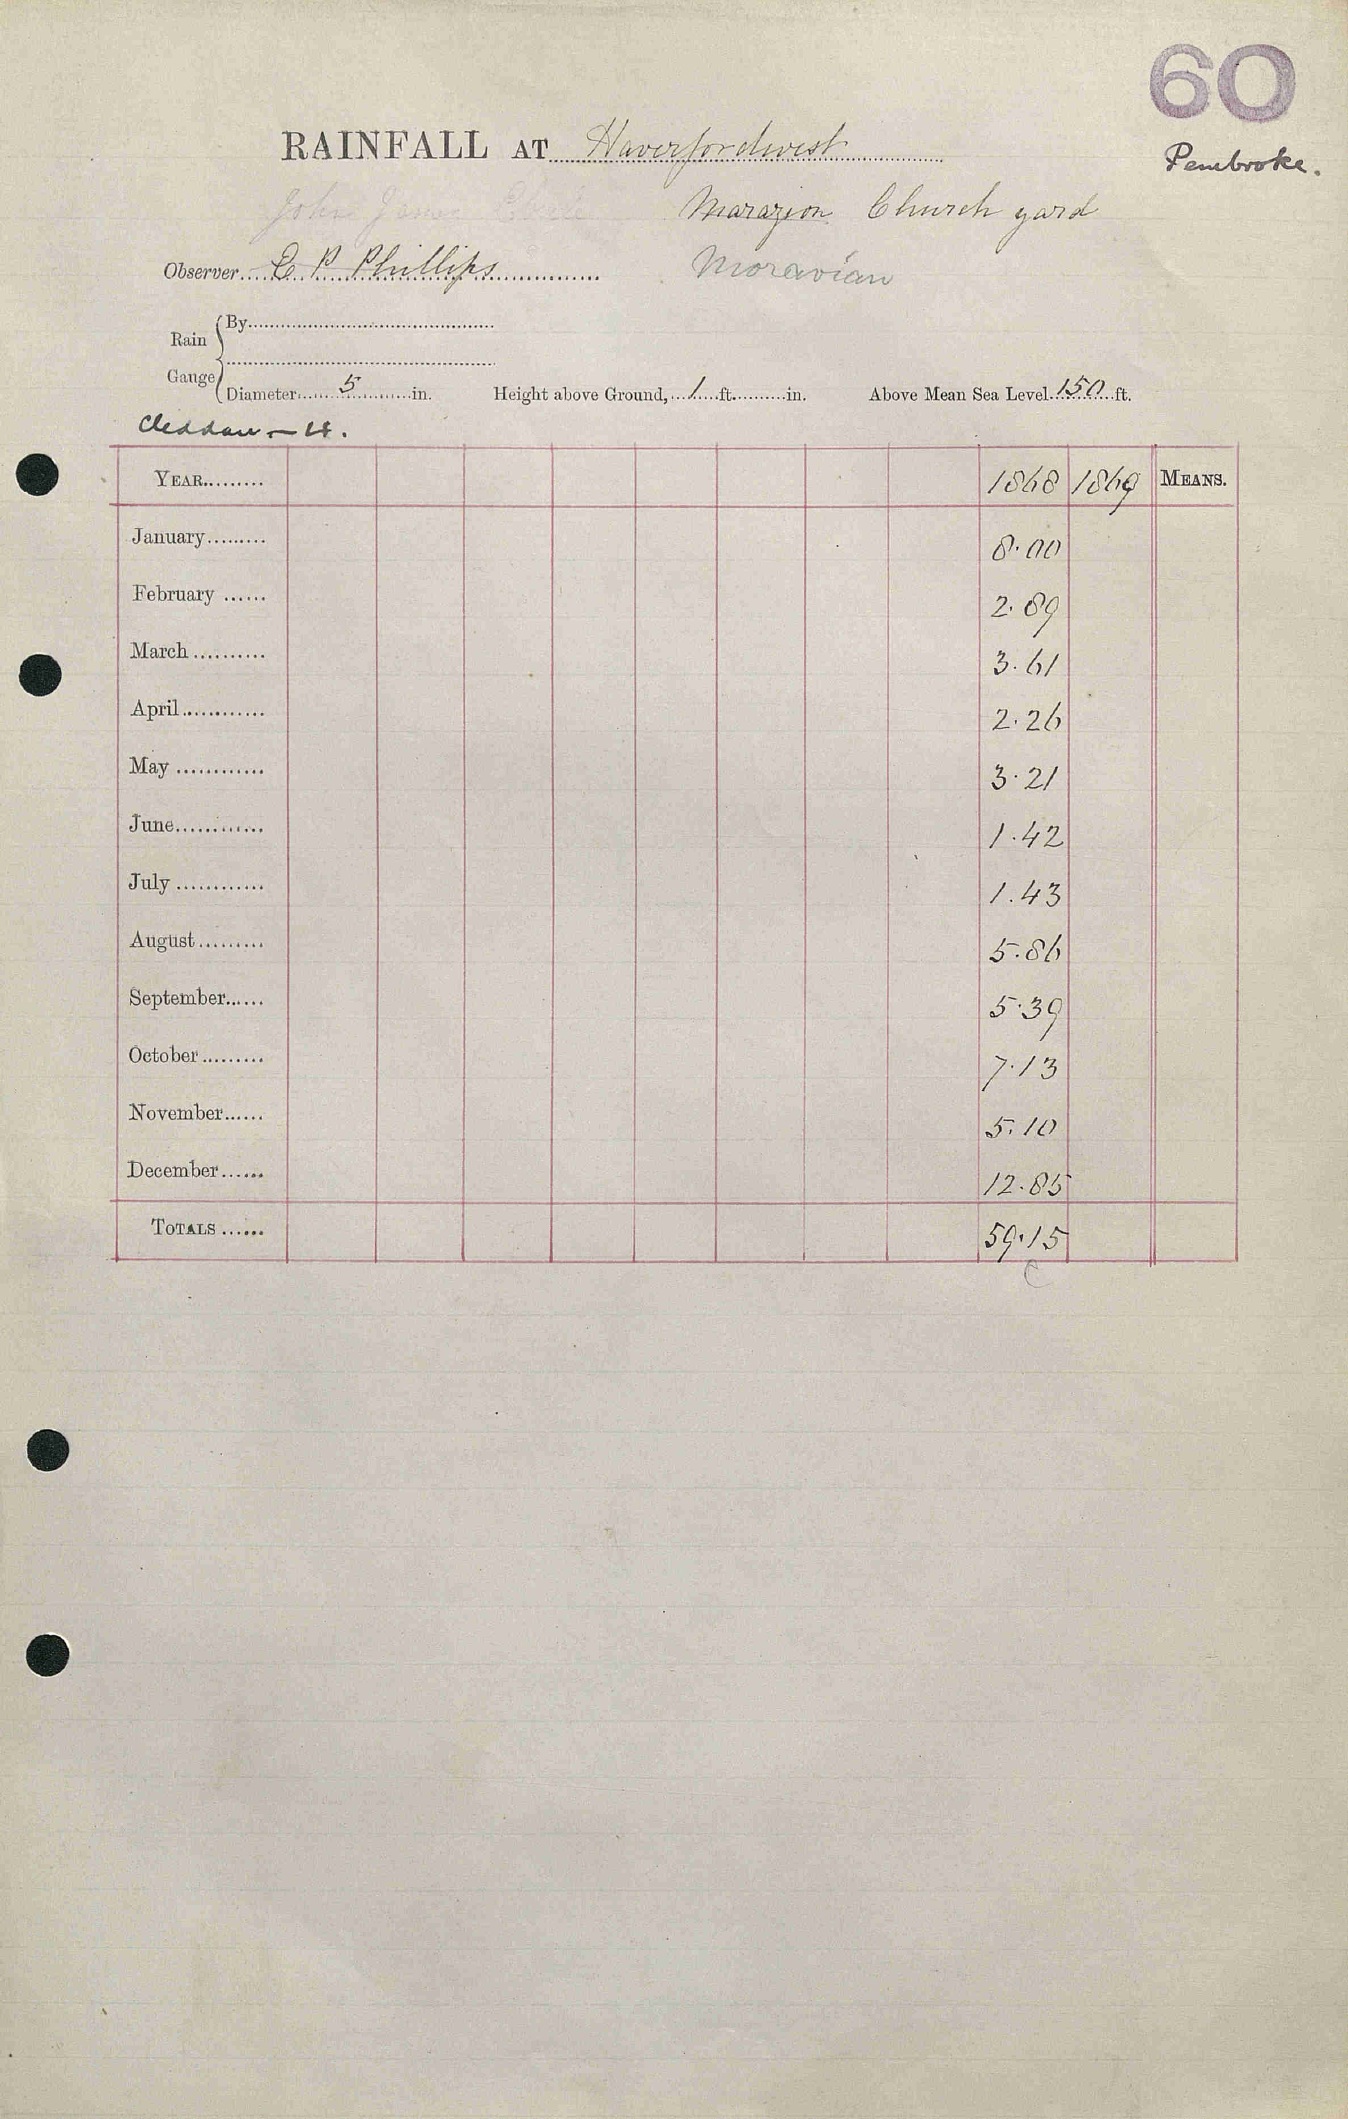 60
Pembroke.
RAINFALL AT Haverfordwest
John James Marazion Church yard
Observer E P Phillips Moravian
Rain Gauge
By
Diameter 5 in. Height above Ground, 1 ft. in. Above Mean Sea Level 150 ft.
Cleddau – 4.
YEAR 1868 1869 MEANS.
January 8.00
February 2.89
March 3.61
April 2.26
May 3.21
June 1.42
July 1.43
August 5.86
September 5.39
October 7.13
November 5.10
December 12.85
TOTALS 59.15
C